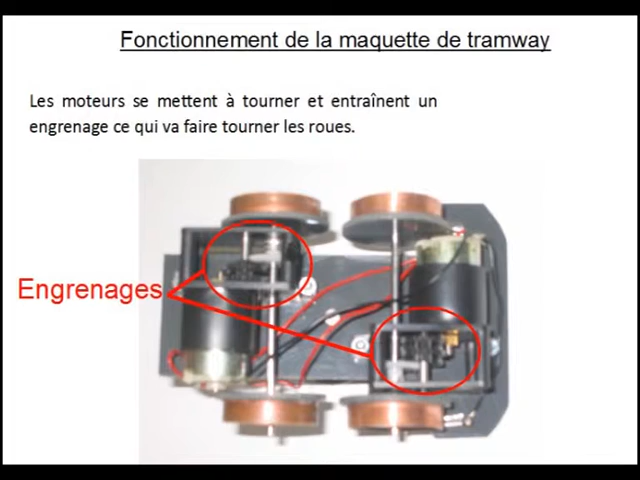 Fonctionnement de la maquette de tramway
Les moteurs se mettent à tourner et entraînent un
engrenage ce qui va faire tourner les roues.
Engrenages